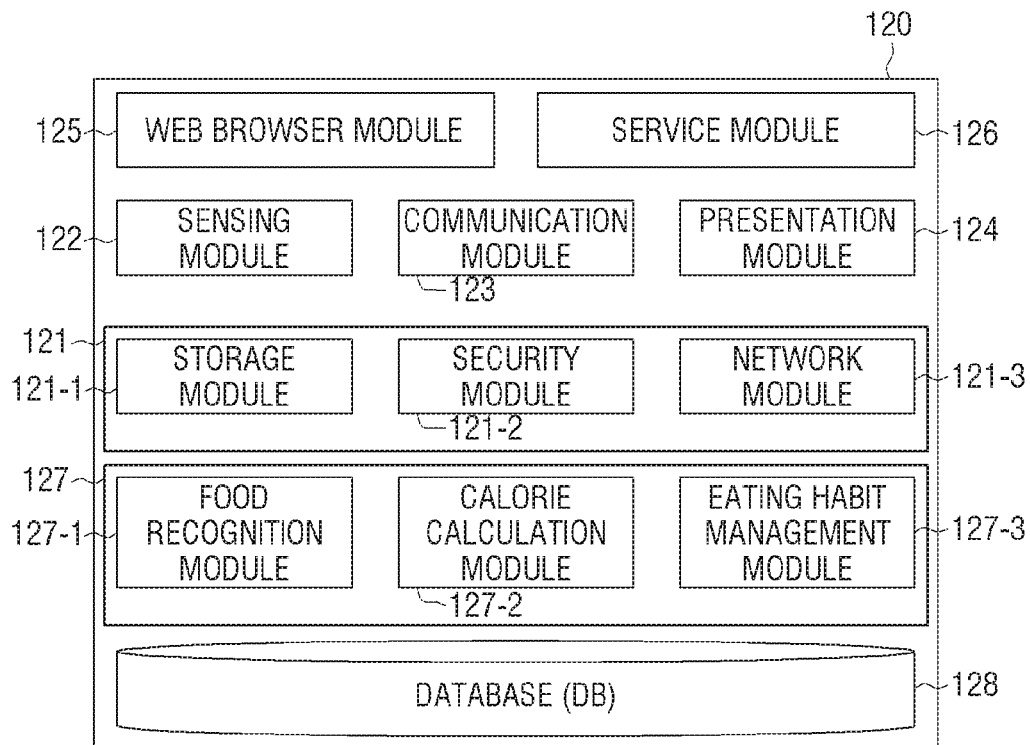 120
125
WEB BROWSER MODULE
SERVICE MODULE
126
122
SENSING
MODULE
COMMUNICATION
MODULE
123
PRESENTATION
MODULE
124
121
121-1
STORAGE
MODULE
SECURITY
MODULE
121-2
NETWORK
MODULE
121-3
127
127-1
FOOD
RECOGNITION
MODULE
CALORIE
CALCULATION
MODULE
127-2
EATING HABIT
MANAGEMENT
MODULE
127-3
DATABASE (DB)
128